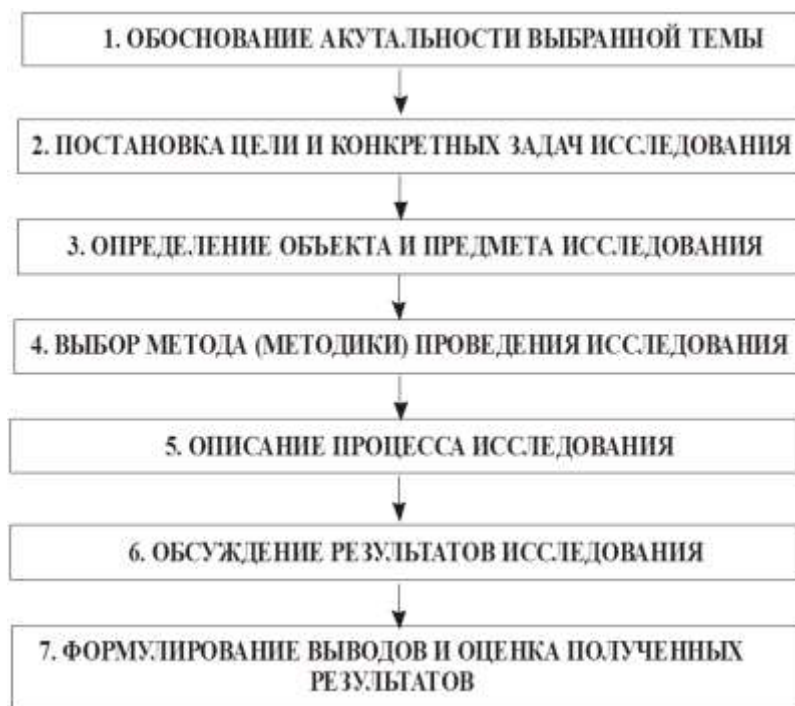 1. ОБОСНОВАНИЕ АКУТАЛЬНОСТИ ВЫБРАННОЙ ТЕМЫ
2. ПОСТАНОВКА ЦЕЛИ И КОНКРЕТНЫХ ЗАДАЧ ИССЛЕДОВАНИЯ
3. ОПРЕДЕЛЕНИЕ ОБЪЕКТА И ПРЕДМЕТА ИССЛЕДОВАНИЯ
4. ВЫБОР МЕТОДА (МЕТОДИКИ) ПРОВЕДЕНИЯ ИССЛЕДОВАНИЯ
5. ОПИСАНИЕ ПРОЦЕССА ИССЛЕДОВАНИЯ
6. ОБСУЖДЕНИЕ РЕЗУЛЬТАТОВ ИССЛЕДОВАНИЯ
7. ФОРМУЛИРОВАНИЕ ВЫВОДОВ И ОЦЕНКА ПОЛУЧЕННЫХ
РЕЗУЛЬТАТОВ